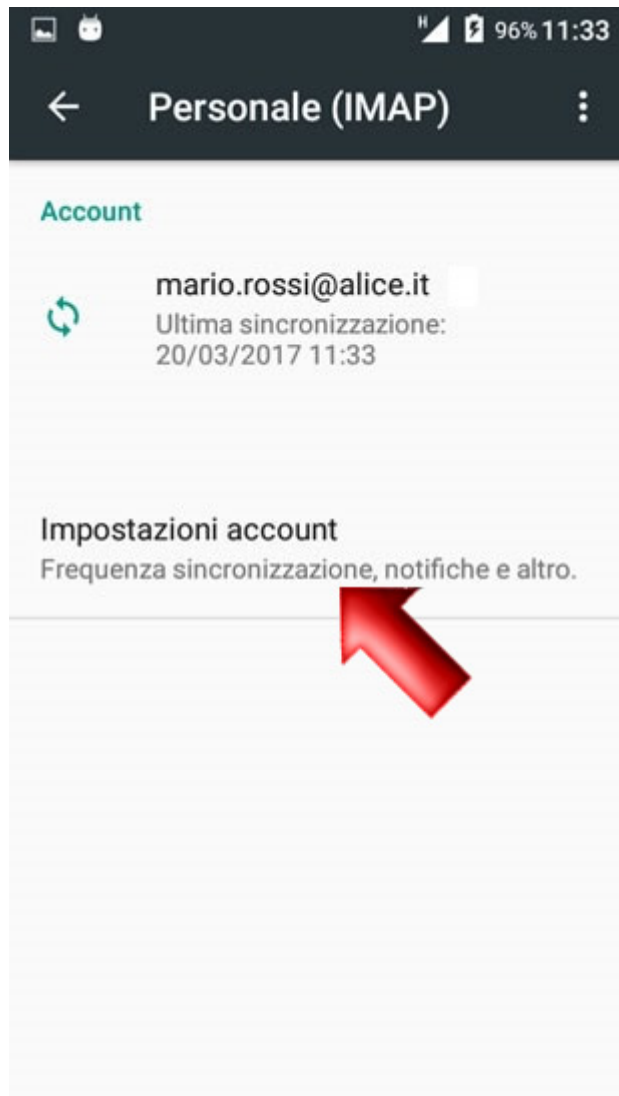 H 96% 11:33
Personale (IMAP)
Account
mario.rossi@alice.it
Ultima sincronizzazione:
20/03/2017 11:33
Impostazioni account
Frequenza sincronizzazione, notifiche e altro.